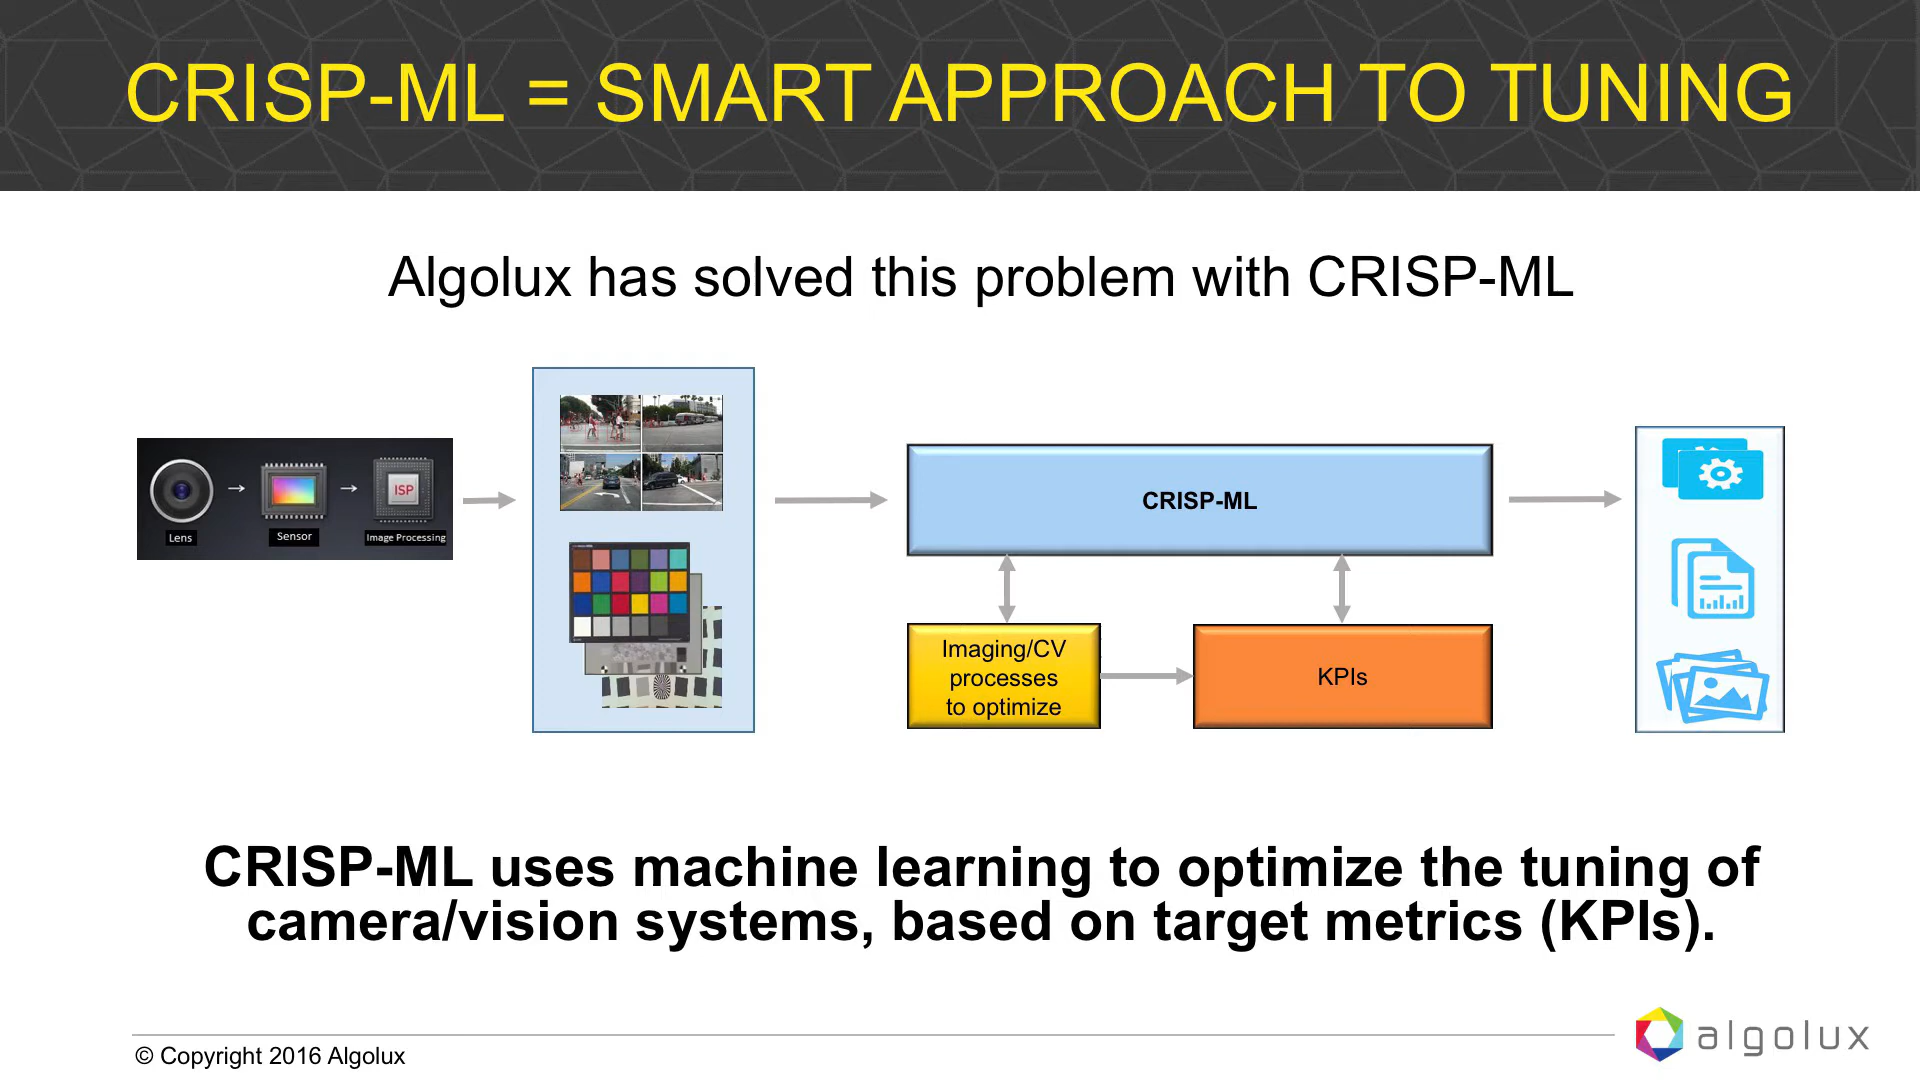 CRISP-ML = SMART APPROACH TO TUNING
Algolux has solved this problem with CRISP-ML
Lens
Sensor
ISP
Image Processing
CRISP-ML
Imaging/CV
processes
to optimize
KPIs
CRISP-ML uses machine learning to optimize the tuning of
camera/vision systems, based on target metrics (KPIs).
© Copyright 2016 Algolux
algolux